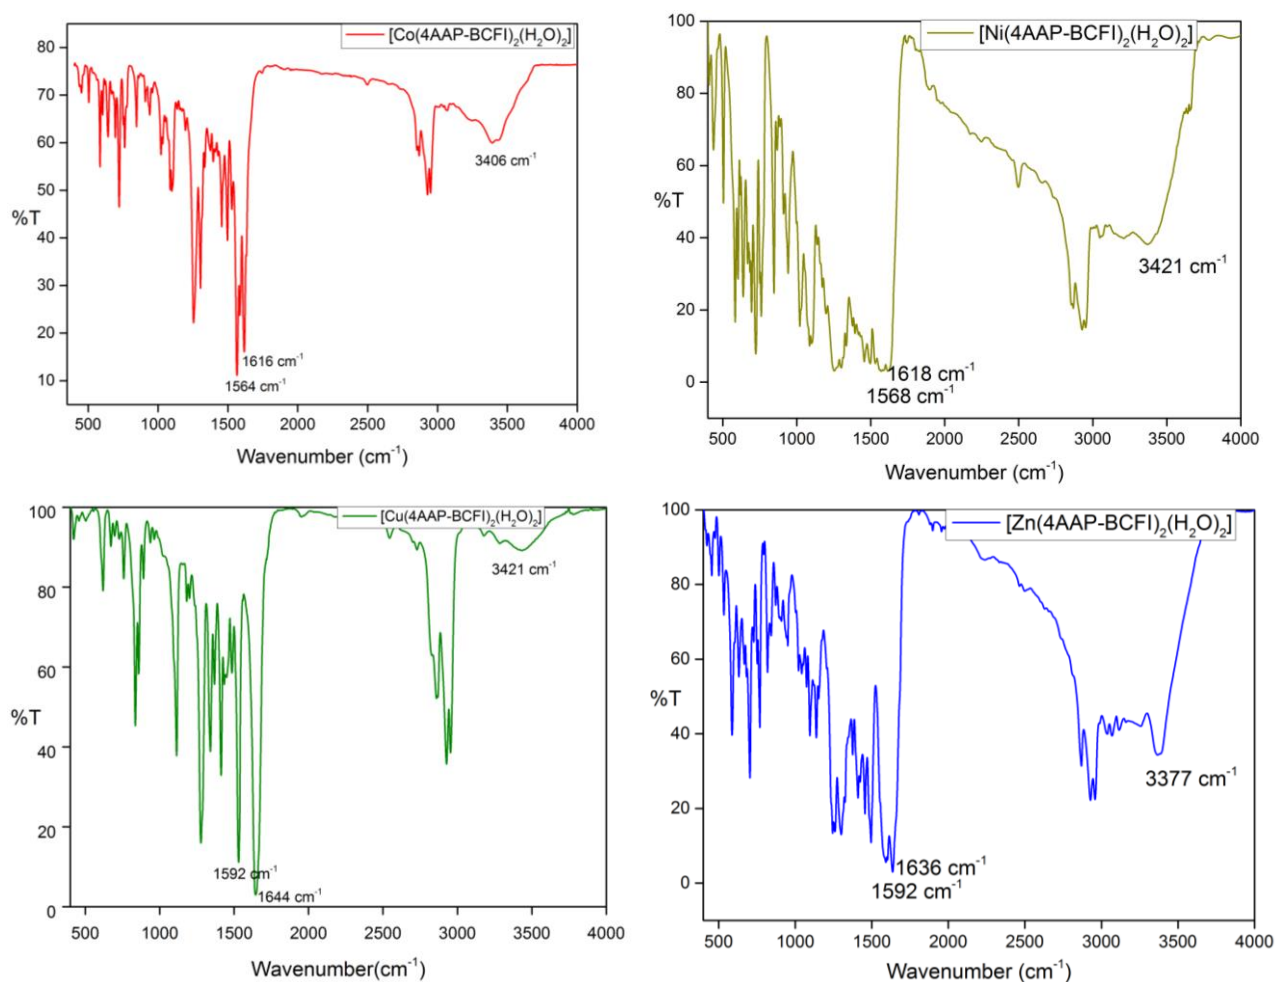 [Co(4AAP-BCFI)₂(H₂O)₂]
80
70
60
50
40
30
20
10
%T
3406 cm⁻¹
1616 cm⁻¹
1564 cm⁻¹
500 1000 1500 2000 2500 3000 3500 4000
Wavenumber (cm⁻¹)
[Ni(4AAP-BCFI)₂(H₂O)₂]
100
80
60
40
20
0
%T
3421 cm⁻¹
1618 cm⁻¹
1568 cm⁻¹
500 1000 1500 2000 2500 3000 3500 4000
Wavenumber (cm⁻¹)
[Cu(4AAP-BCFI)₂(H₂O)₂]
100
80
60
40
20
0
%T
3421 cm⁻¹
1592 cm⁻¹
1644 cm⁻¹
500 1000 1500 2000 2500 3000 3500 4000
Wavenumber(cm⁻¹)
[Zn(4AAP-BCFI)₂(H₂O)₂]
100
80
60
40
20
0
%T
3377 cm⁻¹
1636 cm⁻¹
1592 cm⁻¹
500 1000 1500 2000 2500 3000 3500 4000
Wavenumber (cm⁻¹)